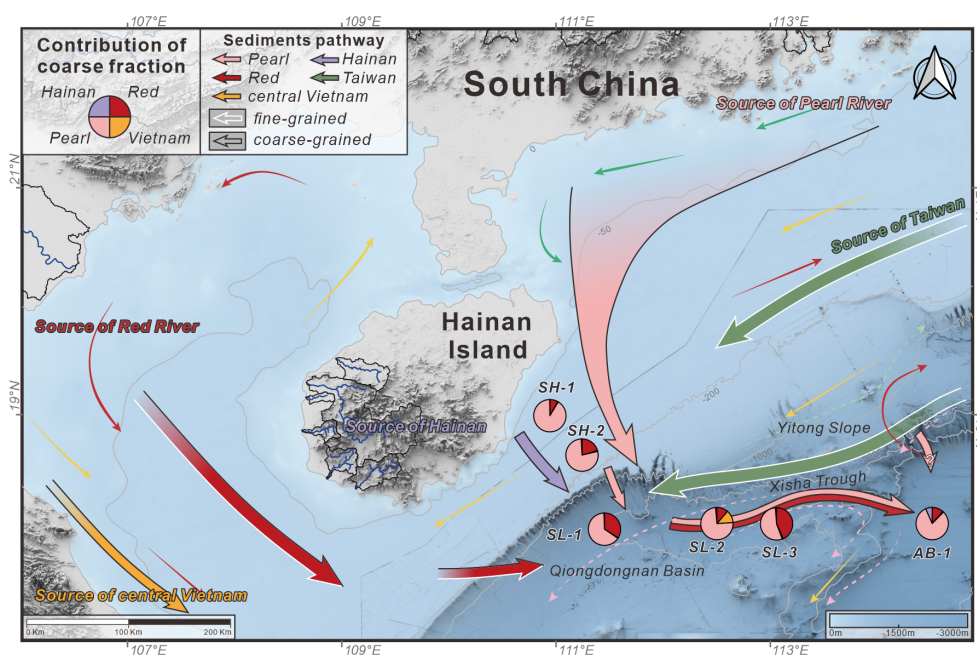 107°E
109°E
111°E
113°E
Contribution of
coarse fraction
Hainan
Red
Pearl
Vietnam
Sediments pathway
Pearl
Hainan
Red
Taiwan
central Vietnam
fine-grained
coarse-grained
South China
Source of Pearl River
21°N
0
-50
Source of Taiwan
Source of Red River
Hainan
Island
19°N
SH-1
-200
SH-2
Source of Hainan
Yitong Slope
-1000
?
Xisha Trough
SL-1
SL-2
SL-3
AB-1
Qiongdongnan Basin
Source of central Vietnam
0 Km
100 Km
200 Km
0m
-1500m
-3000m
107°E
109°E
111°E
113°E